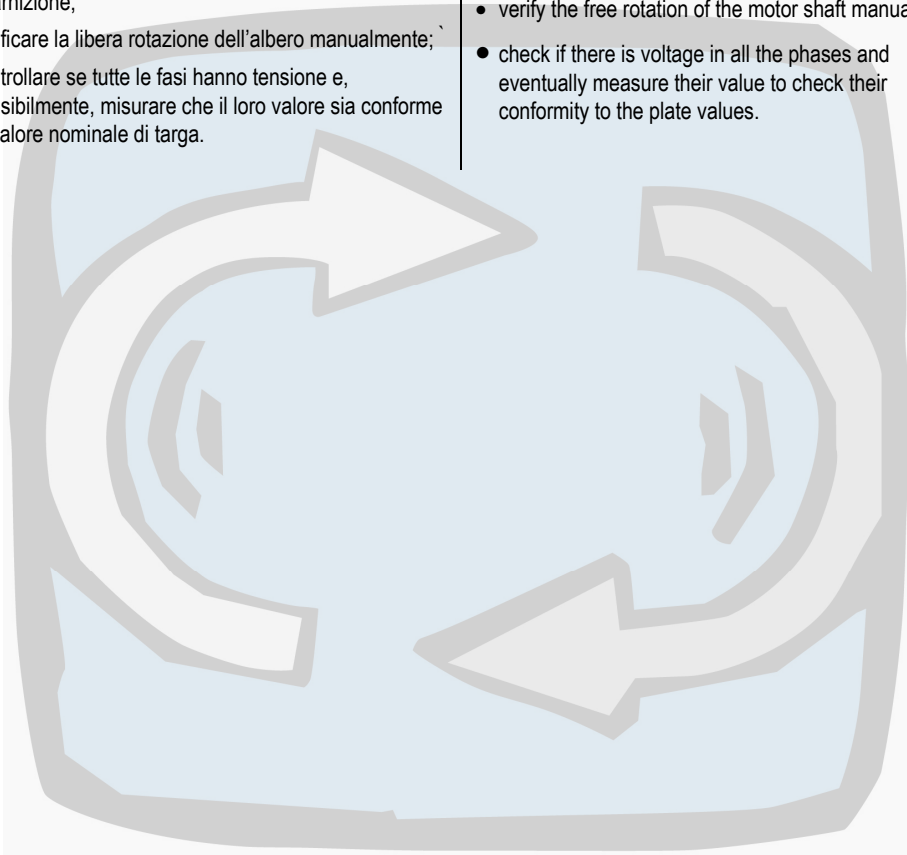 ficare la libera rotazione dell'albero manualmente; `
trollare se tutte le fasi hanno tensione e,
sibilmente, misurare che il loro valore sia conforme
alore nominale di targa.
• verify the free rotation of the motor shaft manua
• check if there is voltage in all the phases and
eventually measure their value to check their
conformity to the plate values.